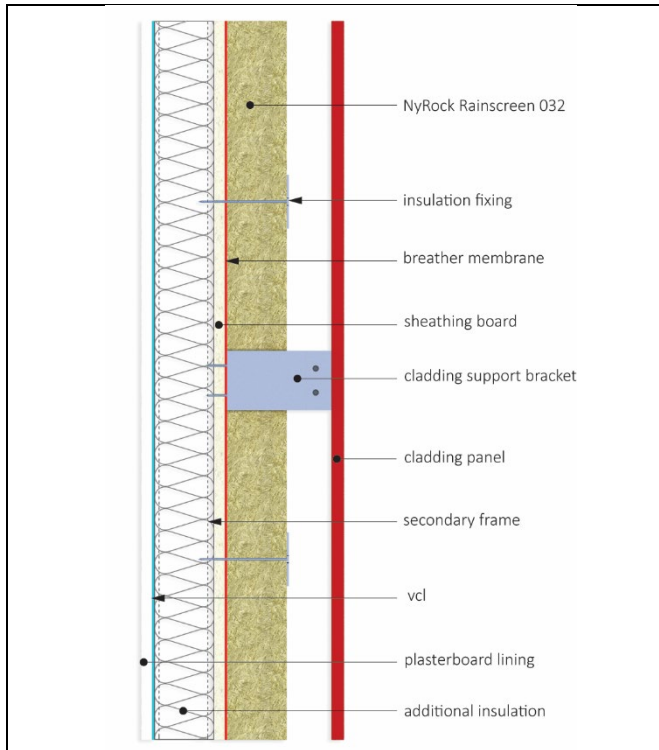 NyRock Rainscreen 032
insulation fixing
breather membrane
sheathing board
cladding support bracket
cladding panel
secondary frame
vcl
plasterboard lining
additional insulation